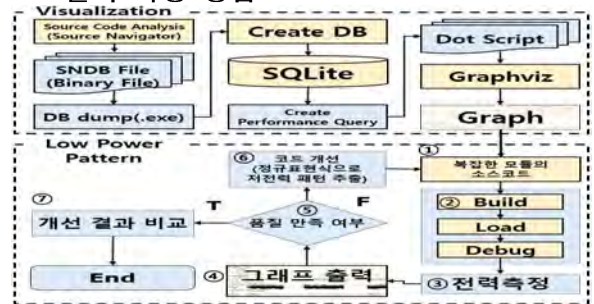 Visualization
Source Code Analysis
(Source Navigator)
SNDB File
(Binary File)
DB dump(.exe)
Create DB
SQLite
Create
Performance Query
Dot Script
Graphviz
Graph
Low Power
Pattern
① 복잡한 모듈의
소스코드
② Build
Load
Debug
③ 전력측정
④ 그래프 출력
⑤
품질 만족 여부
T
F
⑥ 코드 개선
(정규표현식으로
저전력 패턴 추출)
⑦
개선 결과 비교
End